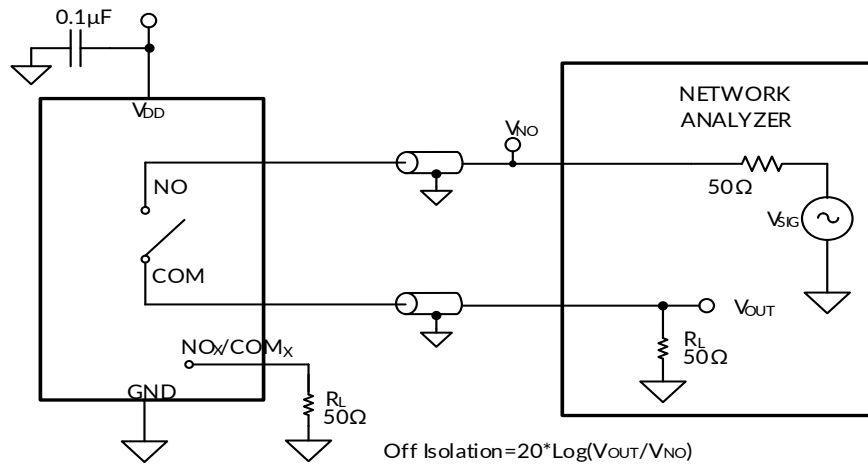 0.1µF
VDD
NETWORK
ANALYZER
VNO
NO
50Ω
VSIG
COM
VOUT
NOX/COMX
RL
50Ω
GND
RL
50Ω
Off Isolation=20*Log(VOUT/VNO)